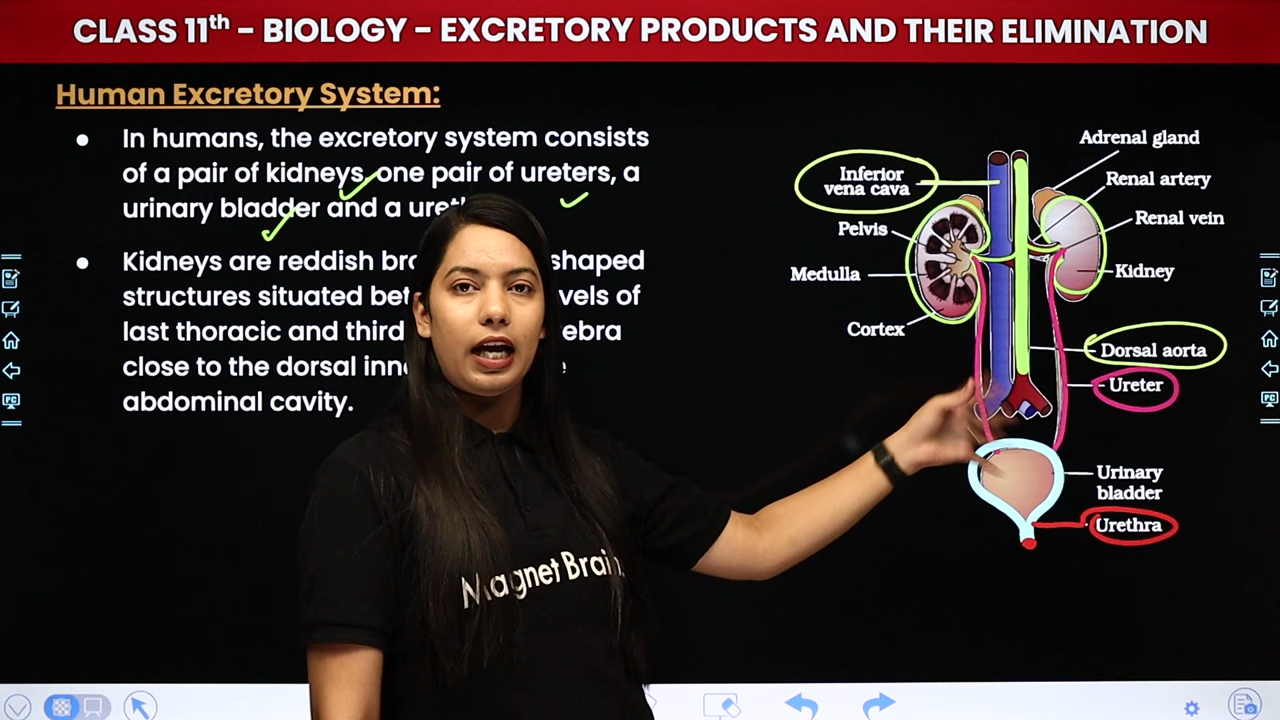 CLASS 11th – BIOLOGY – EXCRETORY PRODUCTS AND THEIR ELIMINATION
Human Excretory System:
● In humans, the excretory system consists
of a pair of kidneys, one pair of ureters, a
urinary bladder and a
● Kidneys are reddish shaped
structures situated of
last thoracic and third
close to the dorsal
abdominal cavity.
Adrenal gland
Inferior
vena cava
Renal artery
Renal vein
Pelvis
Medulla
Kidney
Cortex
Dorsal aorta
Ureter
Urinary
bladder
Urethra
Magnet Brain
PC
PC